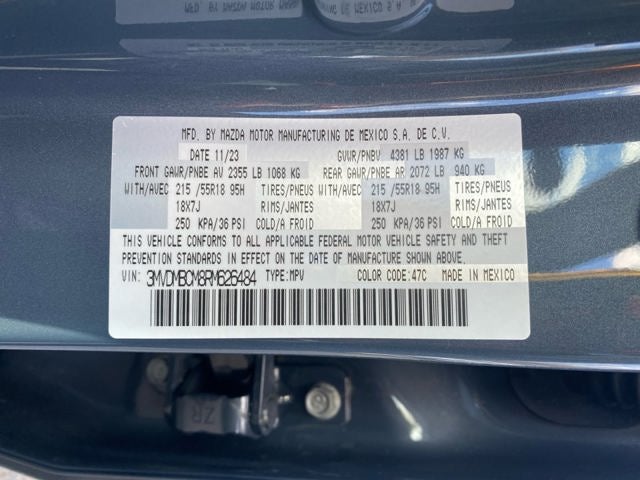 MFD. BY MAZDA MOTOR MANUFACTURING DE MEXICO S.A. DE C.V.
DATE 11/23 GVWR/PNBV 4381 LB 1987 KG
FRONT GAWR/PNBE AV 2355 LB 1068 KG REAR GAWR/PNBE AR 2072 LB 940 KG
WITH/AVEC 215 /55R18 95H TIRES/PNEUS WITH/AVEC 215 /55R18 95H TIRES/PNEUS
18X7J RIMS/JANTES 18X7J RIMS/JANTES
250 KPA/36 PSI COLD/A FROID 250 KPA/36 PSI COLD/A FROID
THIS VEHICLE CONFORMS TO ALL APPLICABLE FEDERAL MOTOR VEHICLE SAFETY AND THEFT
PREVENTION STANDARDS IN EFFECT ON THE DATE OF MANUFACTURE SHOWN ABOVE.
VIN: 3MVDMBCM8RM626484 TYPE: MPV COLOR CODE: 47C MADE IN MEXICO
ZR